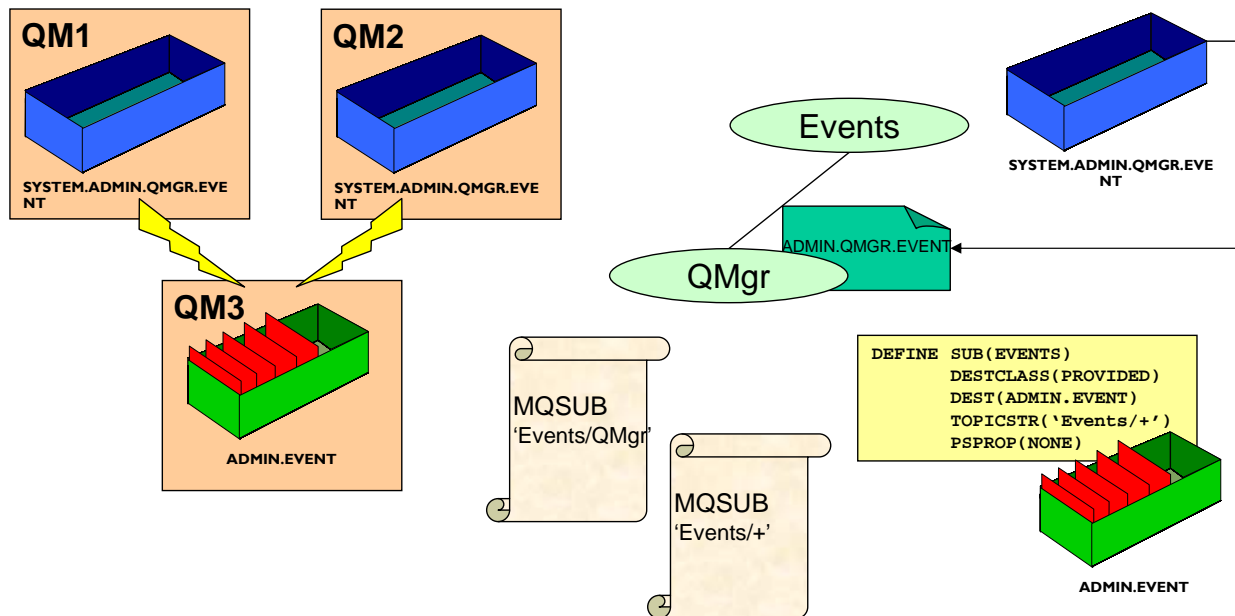 QM1
SYSTEM.ADMIN.QMGR.EVE
NT
QM2
SYSTEM.ADMIN.QMGR.EVE
NT
QM3
ADMIN.EVENT
Events
QMgr
ADMIN.QMGR.EVENT
SYSTEM.ADMIN.QMGR.EVE
NT
MQSUB
‘Events/QMgr’
MQSUB
‘Events/+’
DEFINE SUB(EVENTS)
DESTCLASS(PROVIDED)
DEST(ADMIN.EVENT)
TOPICSTR(‘Events/+’)
PSPROP(NONE)
ADMIN.EVENT